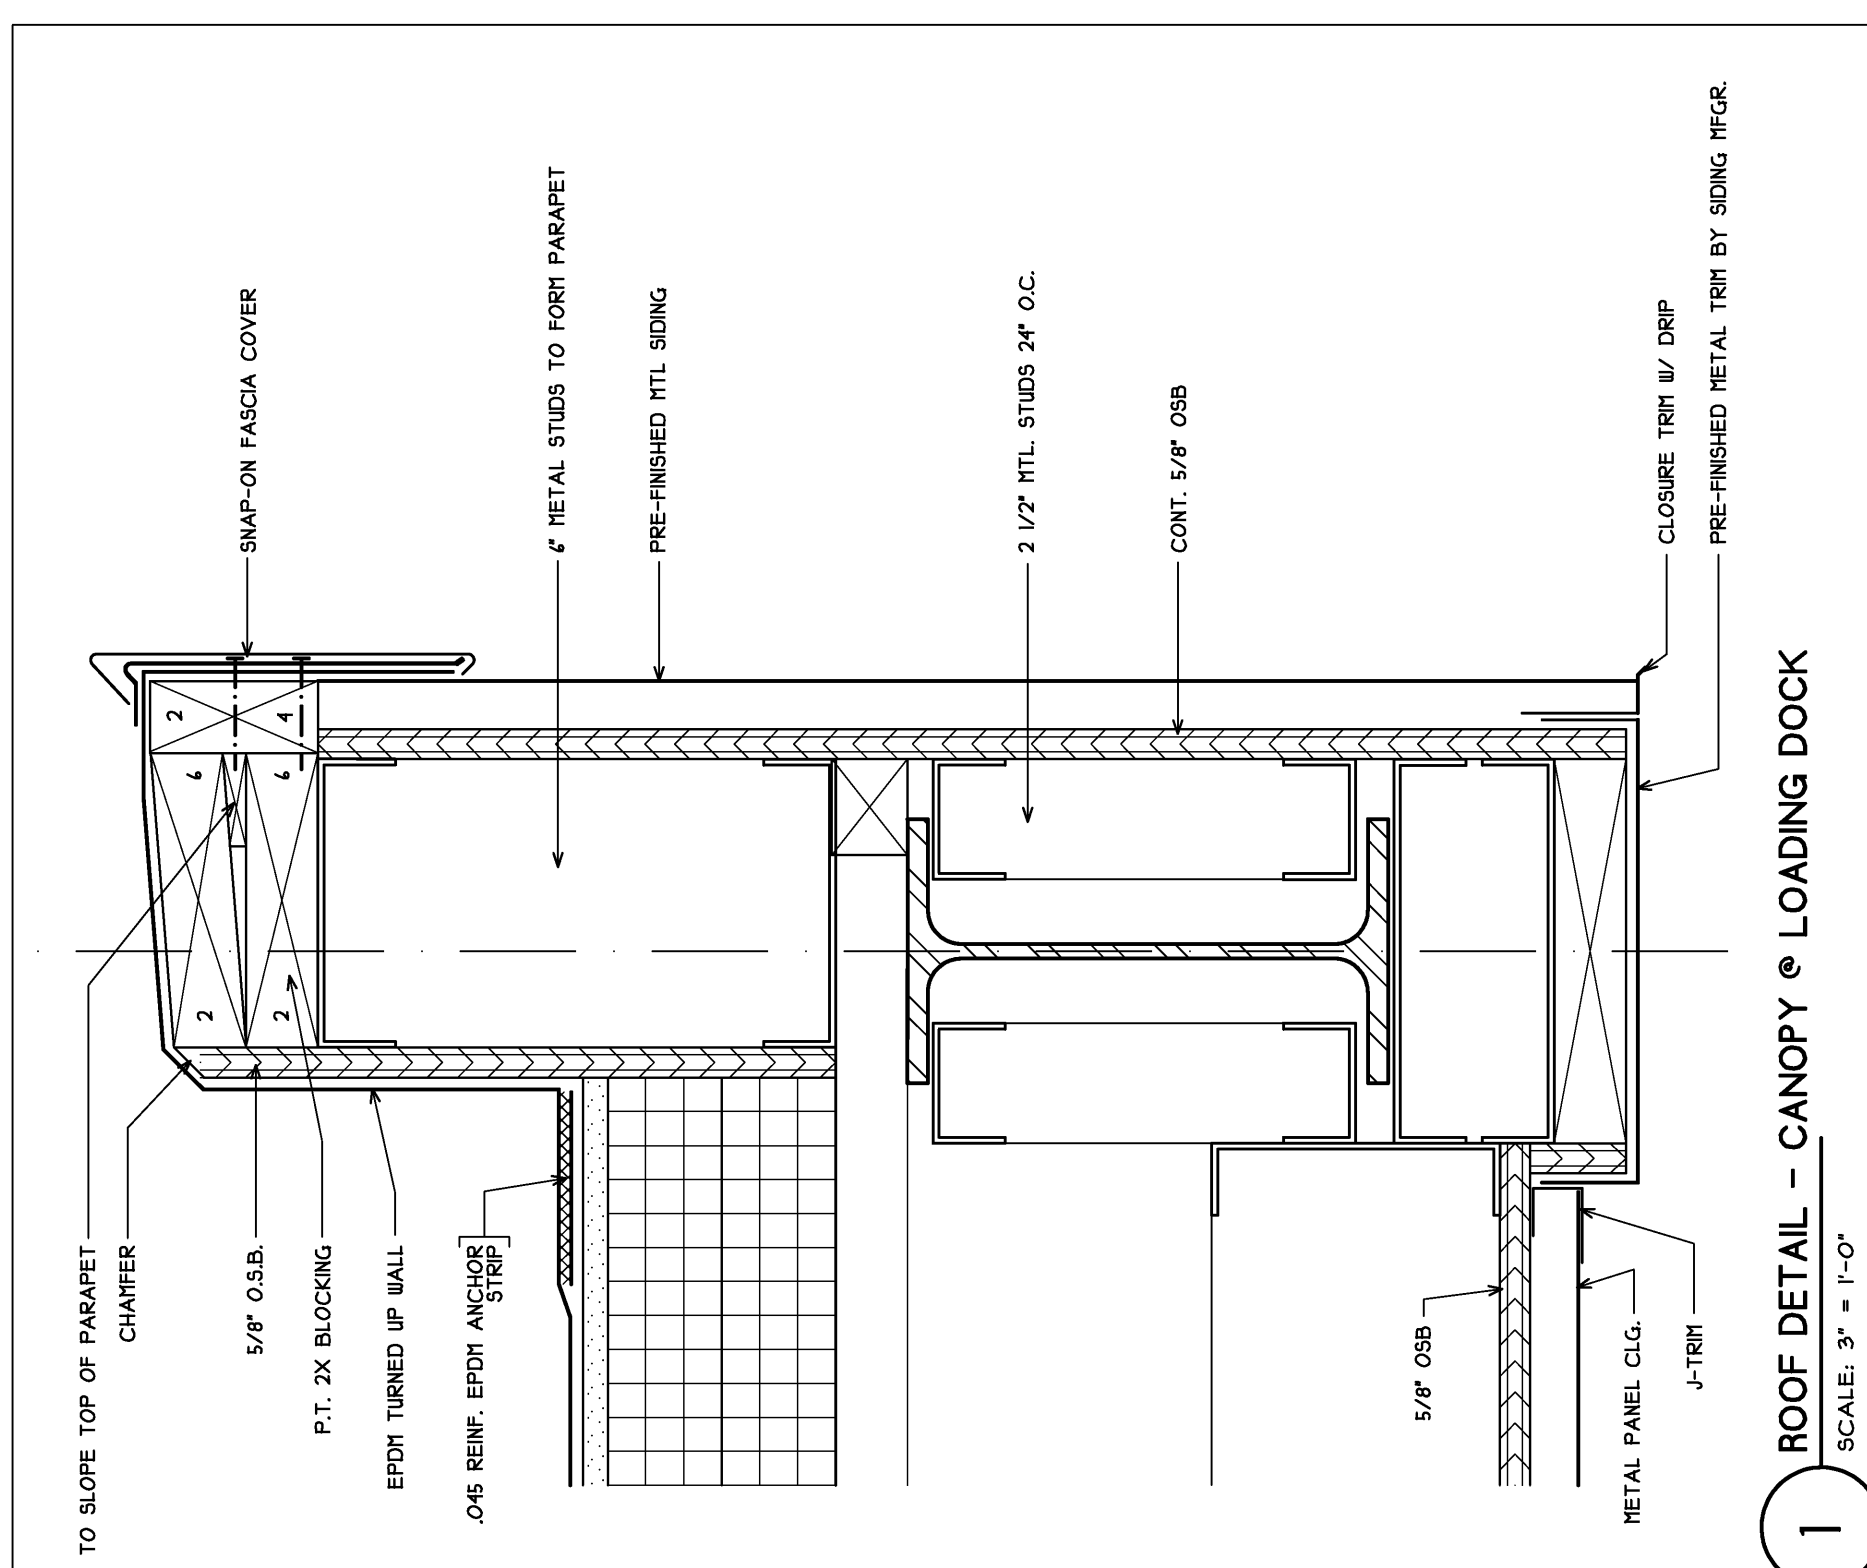 TO SLOPE TOP OF PARAPET
CHAMFER
5/8" O.S.B.
P.T. 2X BLOCKING
EPDM TURNED UP WALL
.045 REINF. EPDM ANCHOR
STRIP
5/8" OSB
METAL PANEL CLG.
J-TRIM
2
6
2
6
2
4
SNAP-ON FASCIA COVER
6" METAL STUDS TO FORM PARAPET
PRE-FINISHED MTL SIDING
2 1/2" MTL. STUDS 24" O.C.
CONT. 5/8" OSB
CLOSURE TRIM W/ DRIP
PRE-FINISHED METAL TRIM BY SIDING MFGR.
1
ROOF DETAIL - CANOPY @ LOADING DOCK
SCALE: 3" = 1'-0"